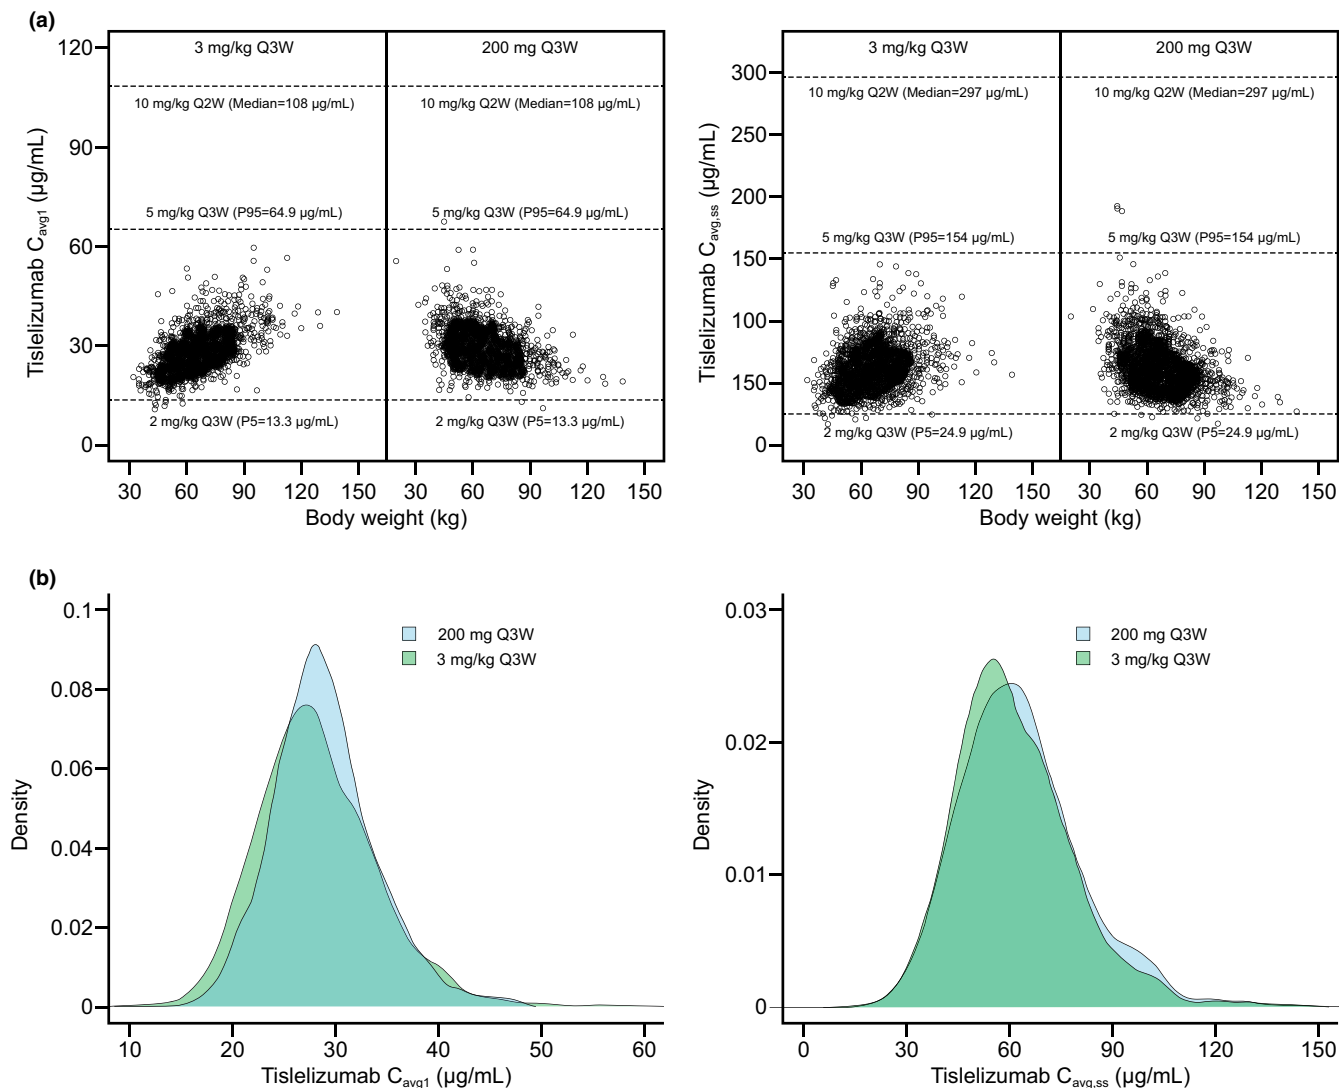 (a)
3 mg/kg Q3W
200 mg Q3W
10 mg/kg Q2W (Median=108 µg/mL)
10 mg/kg Q2W (Median=108 µg/mL)
5 mg/kg Q3W (P95=64.9 µg/mL)
5 mg/kg Q3W (P95=64.9 µg/mL)
2 mg/kg Q3W (P5=13.3 µg/mL)
2 mg/kg Q3W (P5=13.3 µg/mL)
120
90
60
30
0
Tislelizumab Cavg1 (µg/mL)
30 60 90 120 150 30 60 90 120 150
Body weight (kg)
3 mg/kg Q3W
200 mg Q3W
10 mg/kg Q2W (Median=297 µg/mL)
10 mg/kg Q2W (Median=297 µg/mL)
5 mg/kg Q3W (P95=154 µg/mL)
5 mg/kg Q3W (P95=154 µg/mL)
2 mg/kg Q3W (P5=24.9 µg/mL)
2 mg/kg Q3W (P5=24.9 µg/mL)
300
250
200
150
100
150
0
Tislelizumab Cavg,ss (µg/mL)
30 60 90 120 150 30 60 90 120 150
Body weight (kg)
(b)
200 mg Q3W
3 mg/kg Q3W
0.1
0.08
0.06
0.04
0.02
0
Density
10 20 30 40 50 60
Tislelizumab Cavg1 (µg/mL)
200 mg Q3W
3 mg/kg Q3W
0.03
0.02
0.01
0
Density
0 30 60 90 120 150
Tislelizumab Cavg,ss (µg/mL)